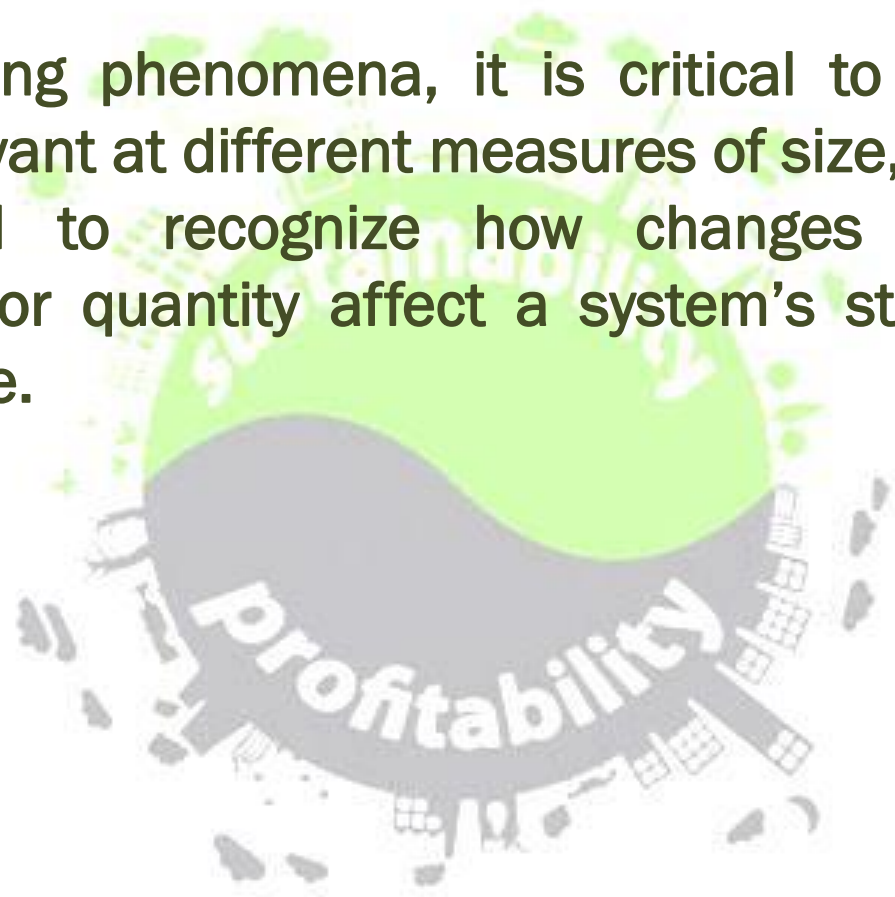 ng phenomena, it is critical to
vant at different measures of size,
to recognize how changes
or quantity affect a system's st
e.
sustainability
profitability